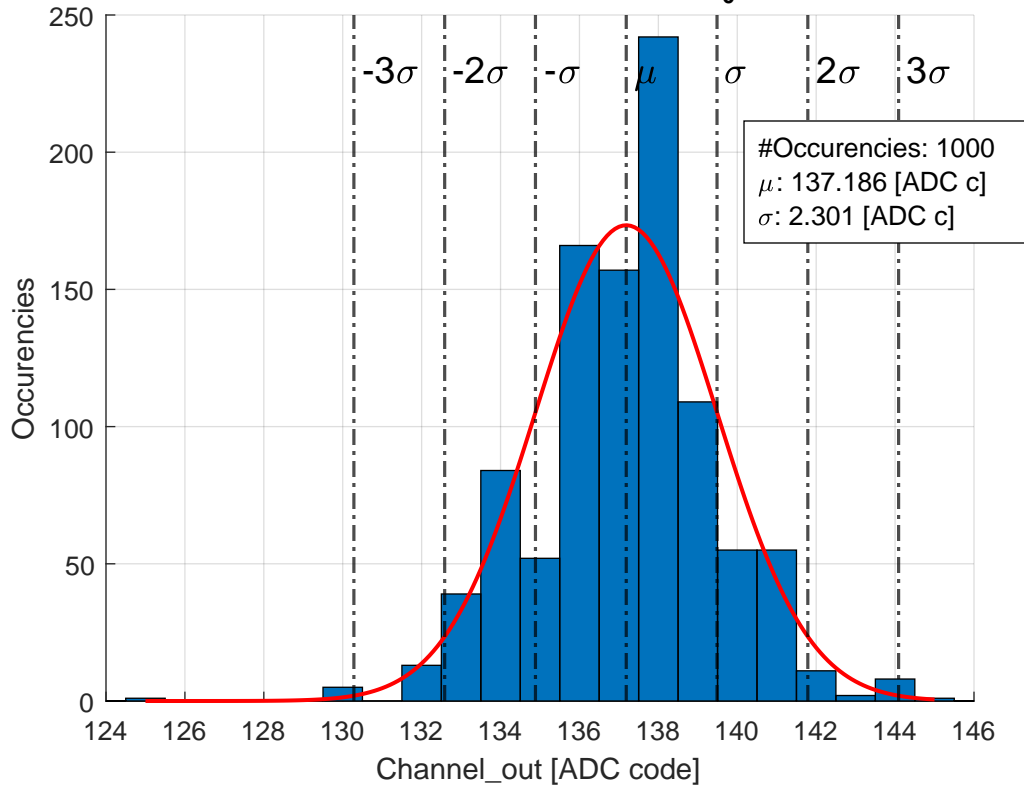 250
200
150
100
50
0
Occurencies
-3σ -2σ -σ μ σ 2σ 3σ
#Occurencies: 1000
μ: 137.186 [ADC c]
σ: 2.301 [ADC c]
124 126 128 130 132 134 136 138 140 142 144 146
Channel_out [ADC code]